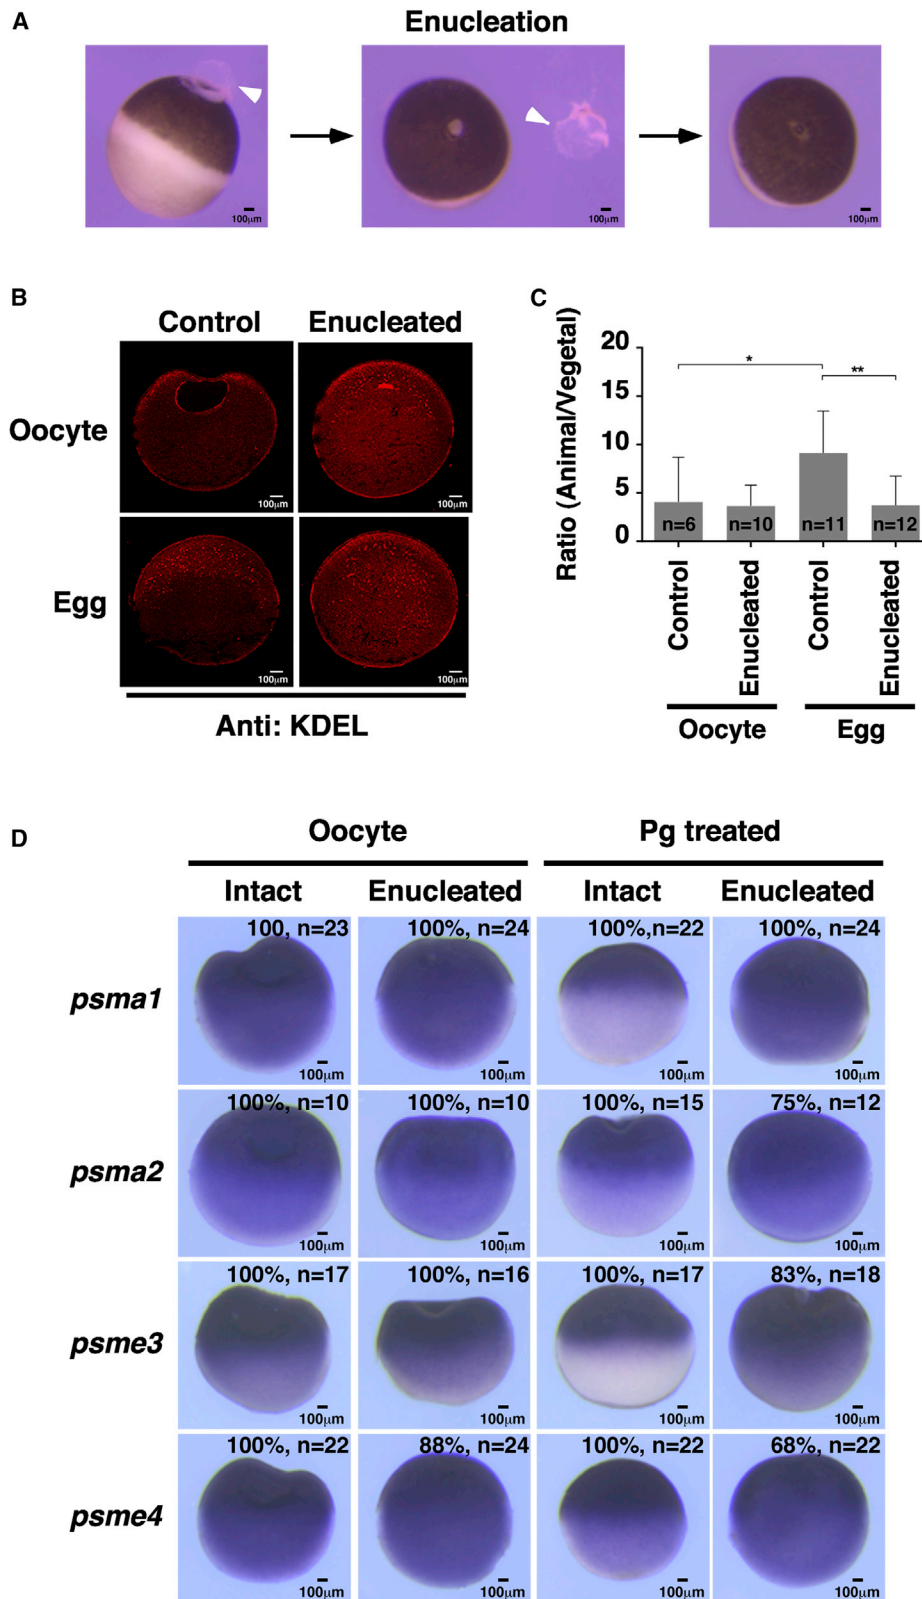 A
Enucleation
100μm
100μm
100μm
B
Control Enucleated
Oocyte
100μm
100μm
Egg
100μm
100μm
Anti: KDEL
C
Ratio (Animal/Vegetal)
20
15
10
5
0
*
**
n=6 n=10 n=11 n=12
Control
Enucleated
Control
Enucleated
Oocyte Egg
D
Oocyte Pg treated
Intact Enucleated Intact Enucleated
psma1
100, n=23 100%, n=24 100%,n=22 100%, n=24
100μm 100μm 100μm 100μm
psma2
100%, n=10 100%, n=10 100%, n=15 75%, n=12
100μm 100μm 100μm 100μm
psme3
100%, n=17 100%, n=16 100%, n=17 83%, n=18
100μm 100μm 100μm 100μm
psme4
100%, n=22 88%, n=24 100%, n=22 68%, n=22
100μm 100μm 100μm 100μm